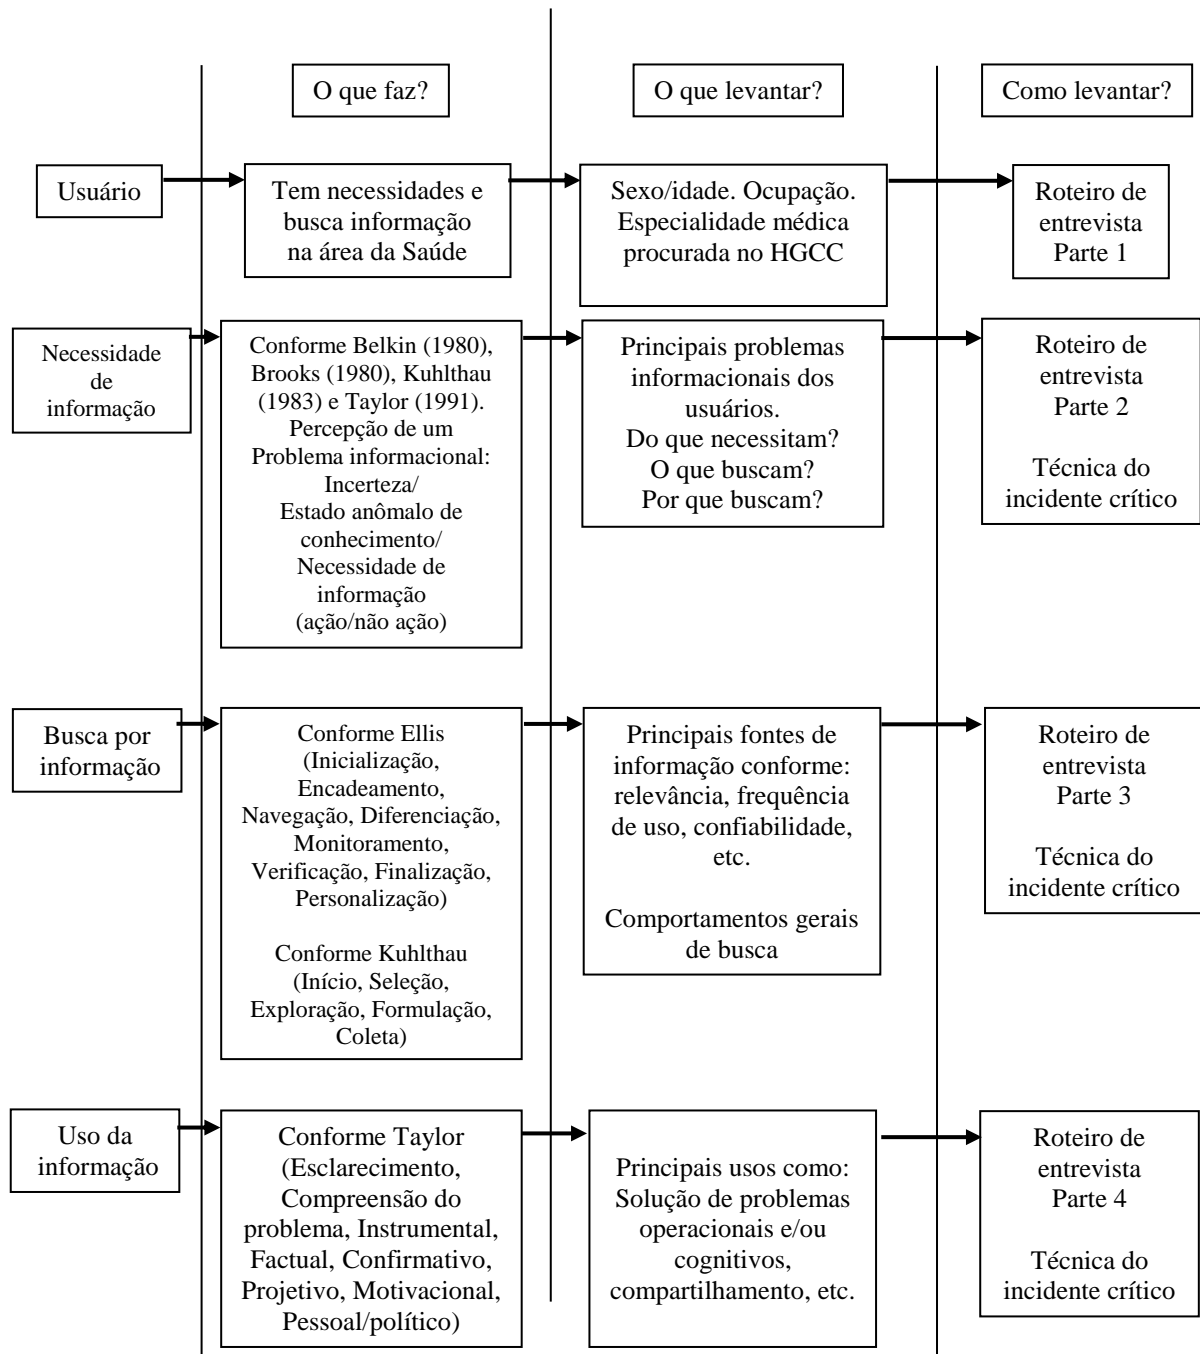 O que faz?
O que levantar?
Como levantar?
Usuário
Tem necessidades e
busca informação
na área da Saúde
Sexo/idade. Ocupação.
Especialidade médica
procurada no HGCC
Roteiro de
entrevista
Parte 1
Necessidade
de
informação
Conforme Belkin (1980),
Brooks (1980), Kuhlthau
(1983) e Taylor (1991).
Percepção de um
Problema informacional:
Incerteza/
Estado anômalo de
conhecimento/
Necessidade de
informação
(ação/não ação)
Principais problemas
informacionais dos
usuários.
Do que necessitam?
O que buscam?
Por que buscam?
Roteiro de
entrevista
Parte 2
Técnica do
incidente crítico
Busca por
informação
Conforme Ellis
(Inicialização,
Encadeamento,
Navegação, Diferenciação,
Monitoramento,
Verificação, Finalização,
Personalização)
Conforme Kuhlthau
(Início, Seleção,
Exploração, Formulação,
Coleta)
Principais fontes de
informação conforme:
relevância, frequência
de uso, confiabilidade,
etc.
Comportamentos gerais
de busca
Roteiro de
entrevista
Parte 3
Técnica do
incidente crítico
Uso da
informação
Conforme Taylor
(Esclarecimento,
Compreensão do
problema, Instrumental,
Factual, Confirmativo,
Projetivo, Motivacional,
Pessoal/político)
Principais usos como:
Solução de problemas
operacionais e/ou
cognitivos,
compartilhamento, etc.
Roteiro de
entrevista
Parte 4
Técnica do
incidente crítico